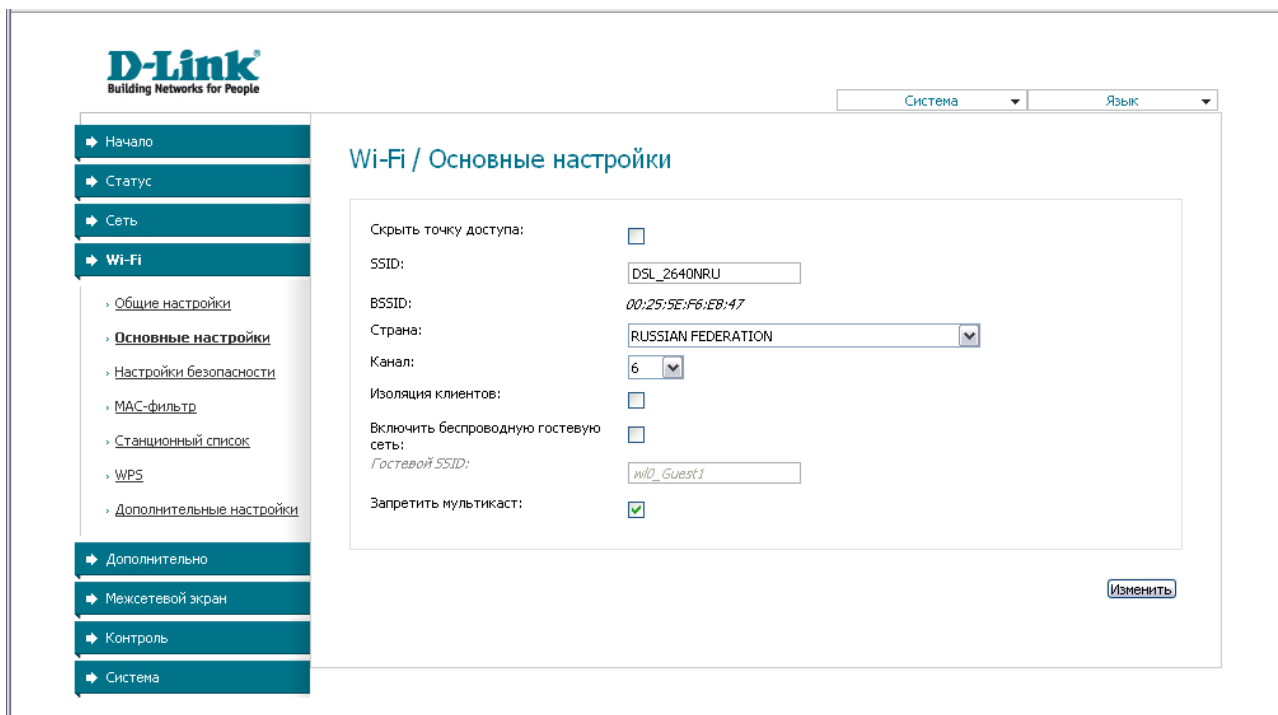 D-Link
Building Networks for People
Система
Язык
Начало
Статус
Сеть
Wi-Fi
Общие настройки
Основные настройки
Настройки безопасности
MAC-фильтр
Станционный список
WPS
Дополнительные настройки
Дополнительно
Межсетевой экран
Контроль
Система
Wi-Fi / Основные настройки
Скрыть точку доступа:
SSID: DSL_2640NRU
BSSID: 00:25:5E:F6:EB:47
Страна: RUSSIAN FEDERATION
Канал: 6
Изоляция клиентов:
Включить беспроводную гостевую
сеть:
Гостевой SSID: wl0_Guest1
Запретить мультикаст:
Изменить